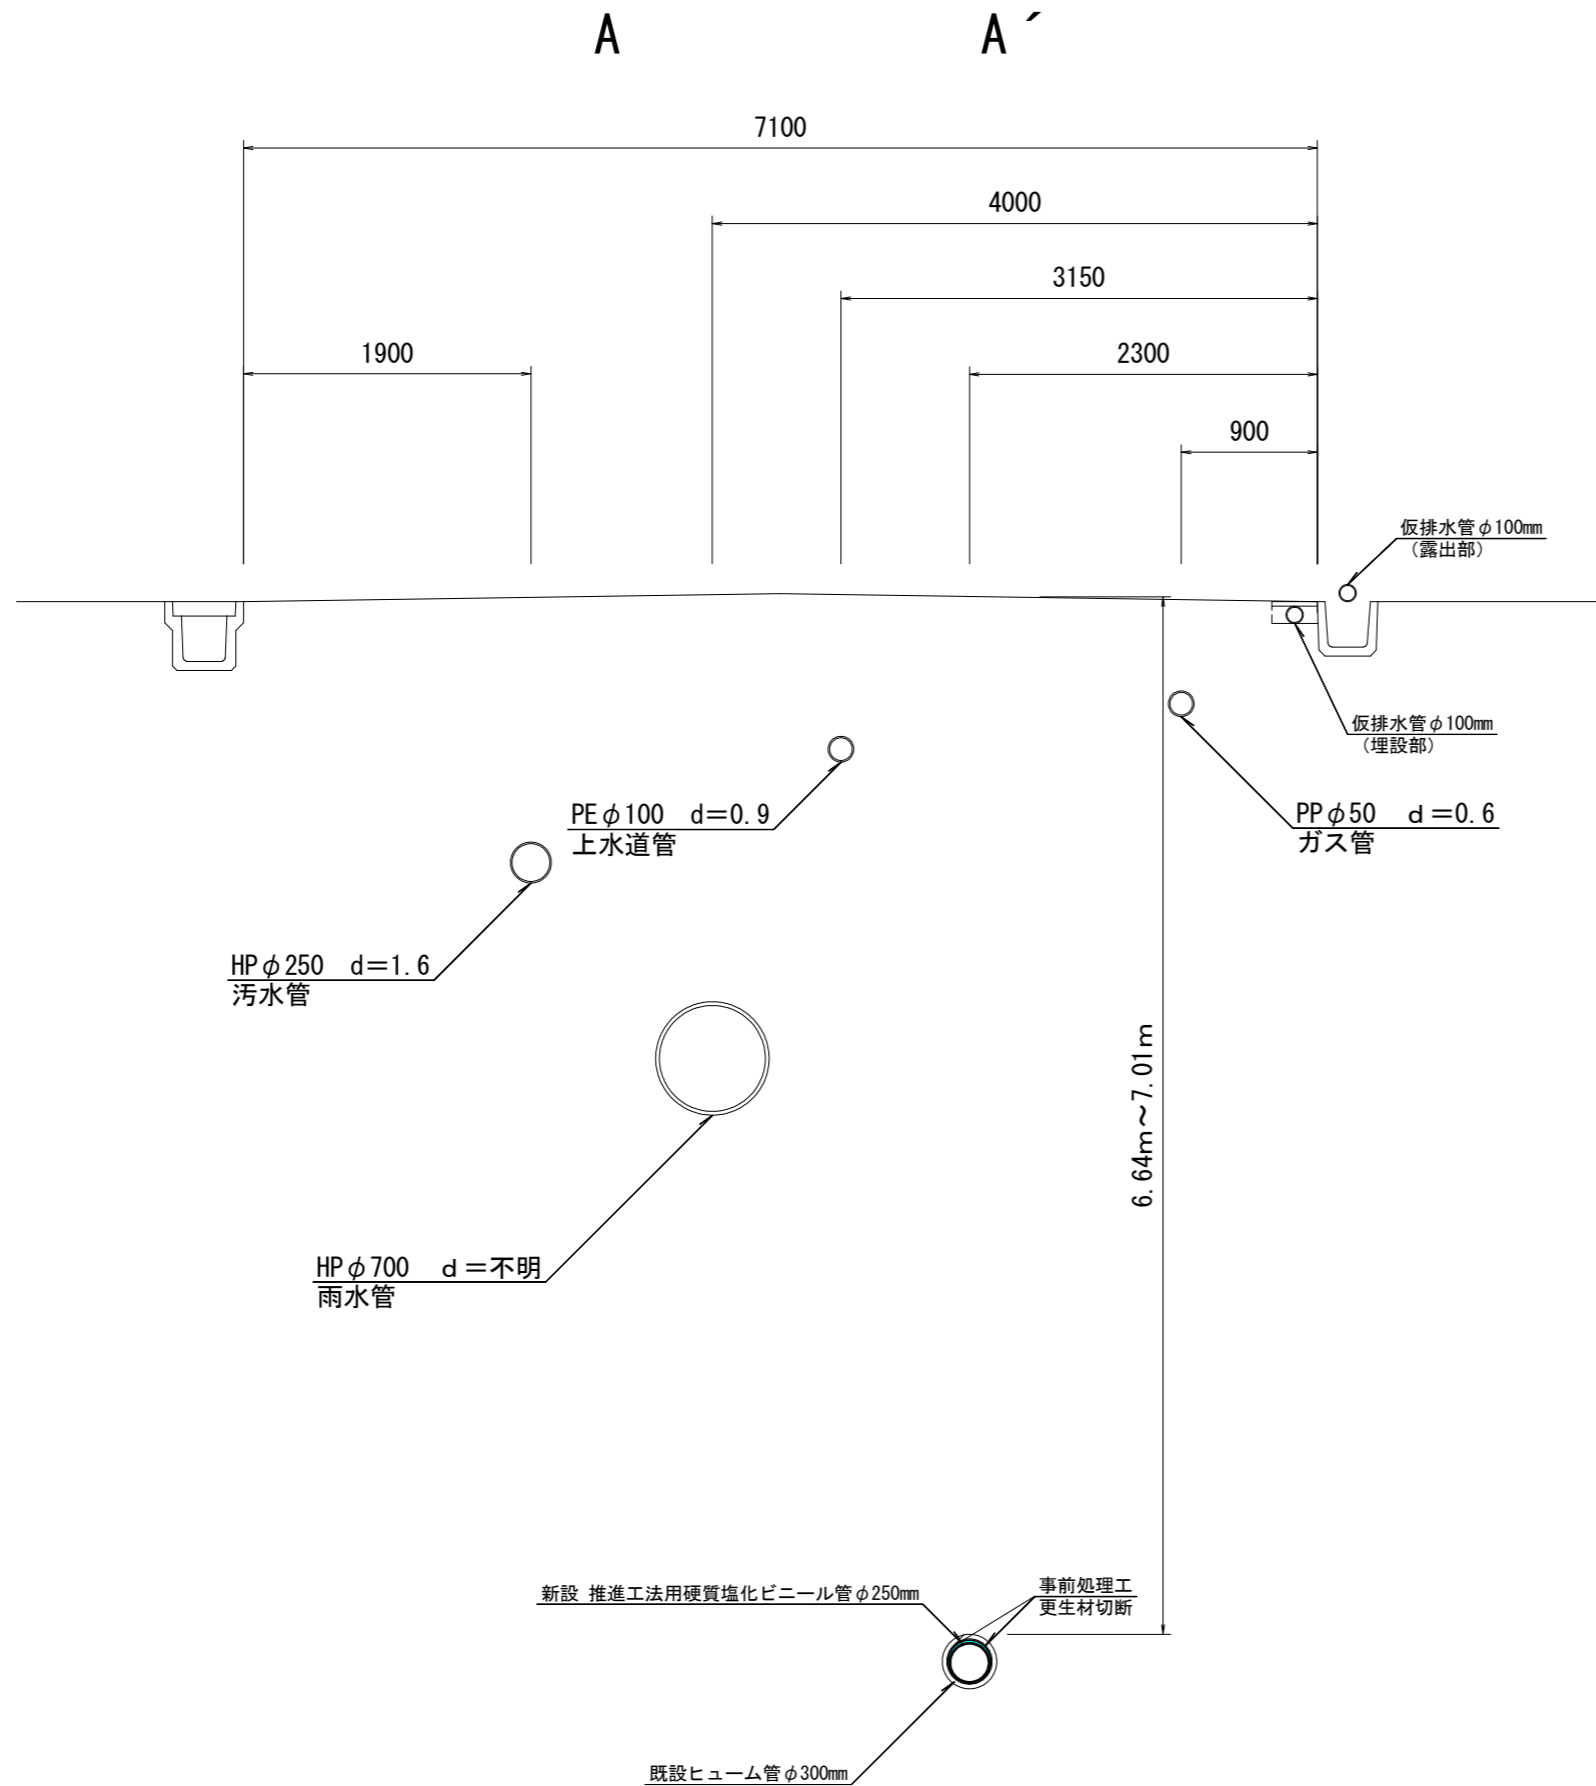 A A´
7100
4000
3150
1900 2300
900
仮排水管φ100mm
（露出部）
仮排水管φ100mm
（埋設部）
PEφ100 d＝0.9
上水道管
PPφ50 ｄ＝0.6
ガス管
HPφ250 d＝1.6
汚水管
6.64ｍ～7.01ｍ
HPφ700 ｄ＝不明
雨水管
新設 推進工法用硬質塩化ビニール管φ250mm
事前処理工
更生材切断
既設ヒューム管φ300mm